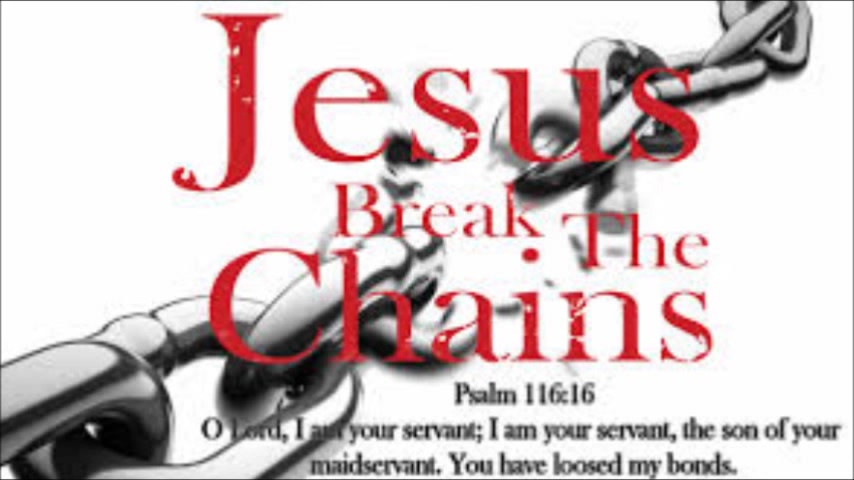 Jesus
Break The
Chains
Psalm 116:16
O Lord, I am your servant; I am your servant, the son of your
maidservant. You have loosed my bonds.